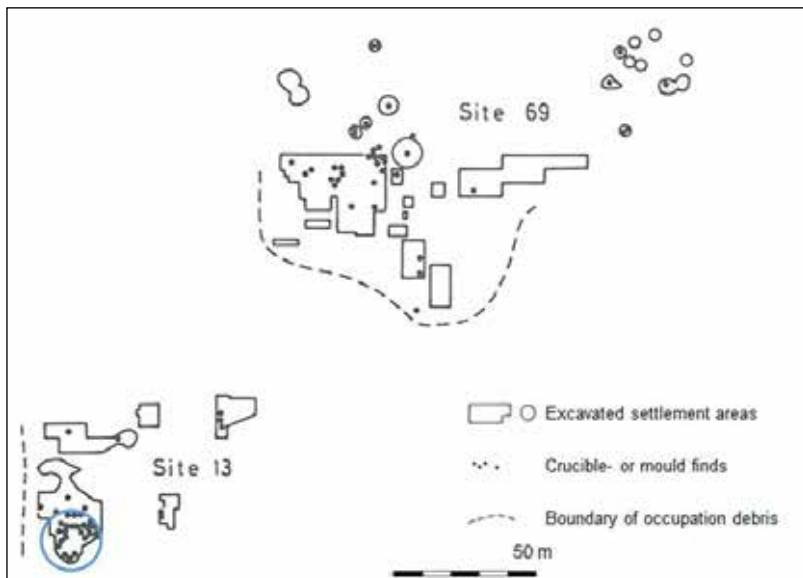 Site 69
Site 13
Excavated settlement areas
Crucible- or mould finds
Boundary of occupation debris
50 m